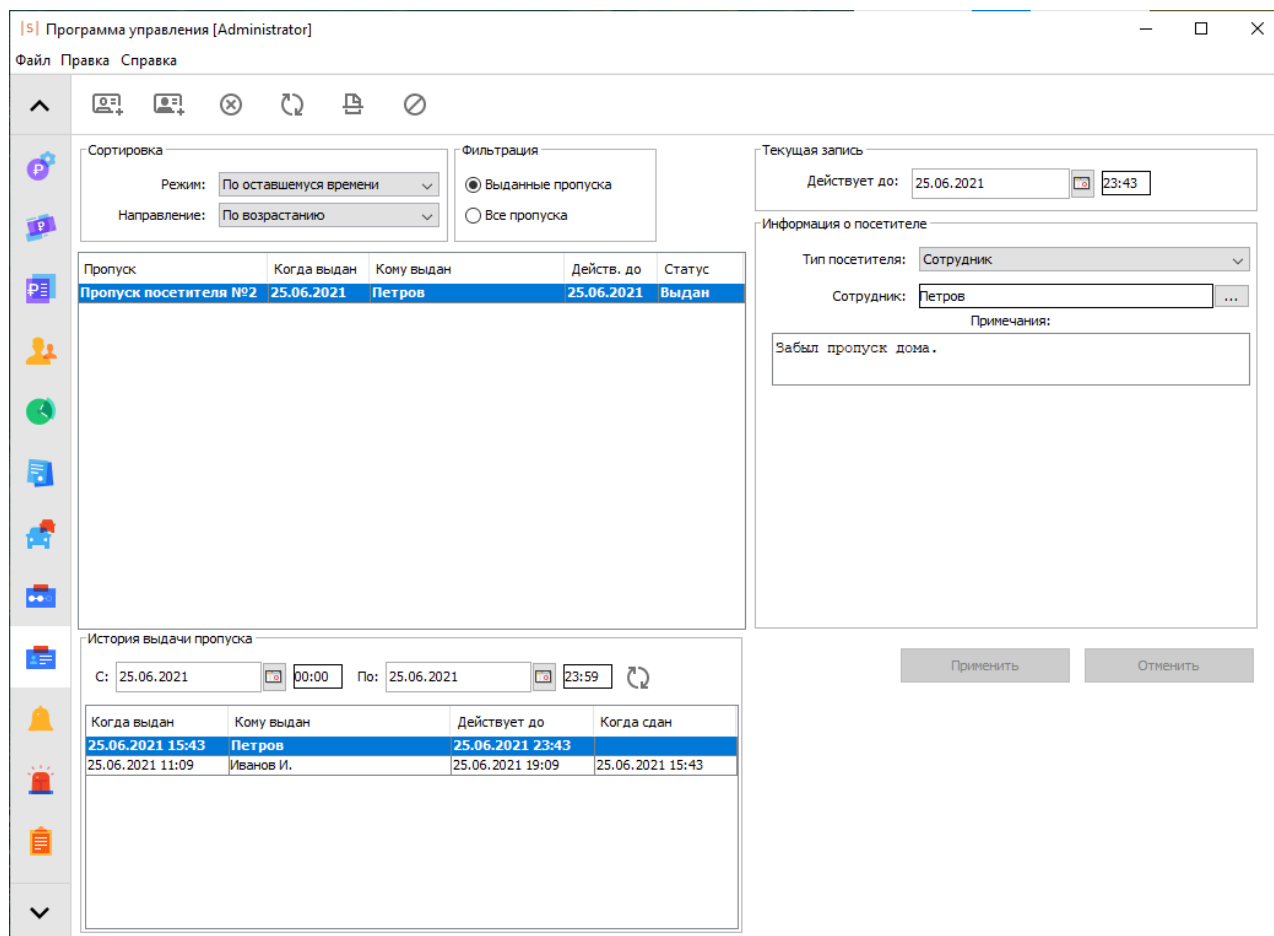 |S| Программа управления [Administrator]
Файл Правка Справка
Сортировка
Режим: По оставшемуся времени
Направление: По возрастанию
Фильтрация
Выданные пропуска
Все пропуска
Пропуск Когда выдан Кому выдан Действ. до Статус
Пропуск посетителя №2 25.06.2021 Петров 25.06.2021 Выдан
Текущая запись
Действует до: 25.06.2021 23:43
Информация о посетителе
Тип посетителя: Сотрудник
Сотрудник: Петров ...
Примечания:
Забыл пропуск дома.
История выдачи пропуска
С: 25.06.2021 00:00 По: 25.06.2021 23:59
Когда выдан Кому выдан Действует до Когда сдан
25.06.2021 15:43 Петров 25.06.2021 23:43
25.06.2021 11:09 Иванов И. 25.06.2021 19:09 25.06.2021 15:43
Применить Отменить